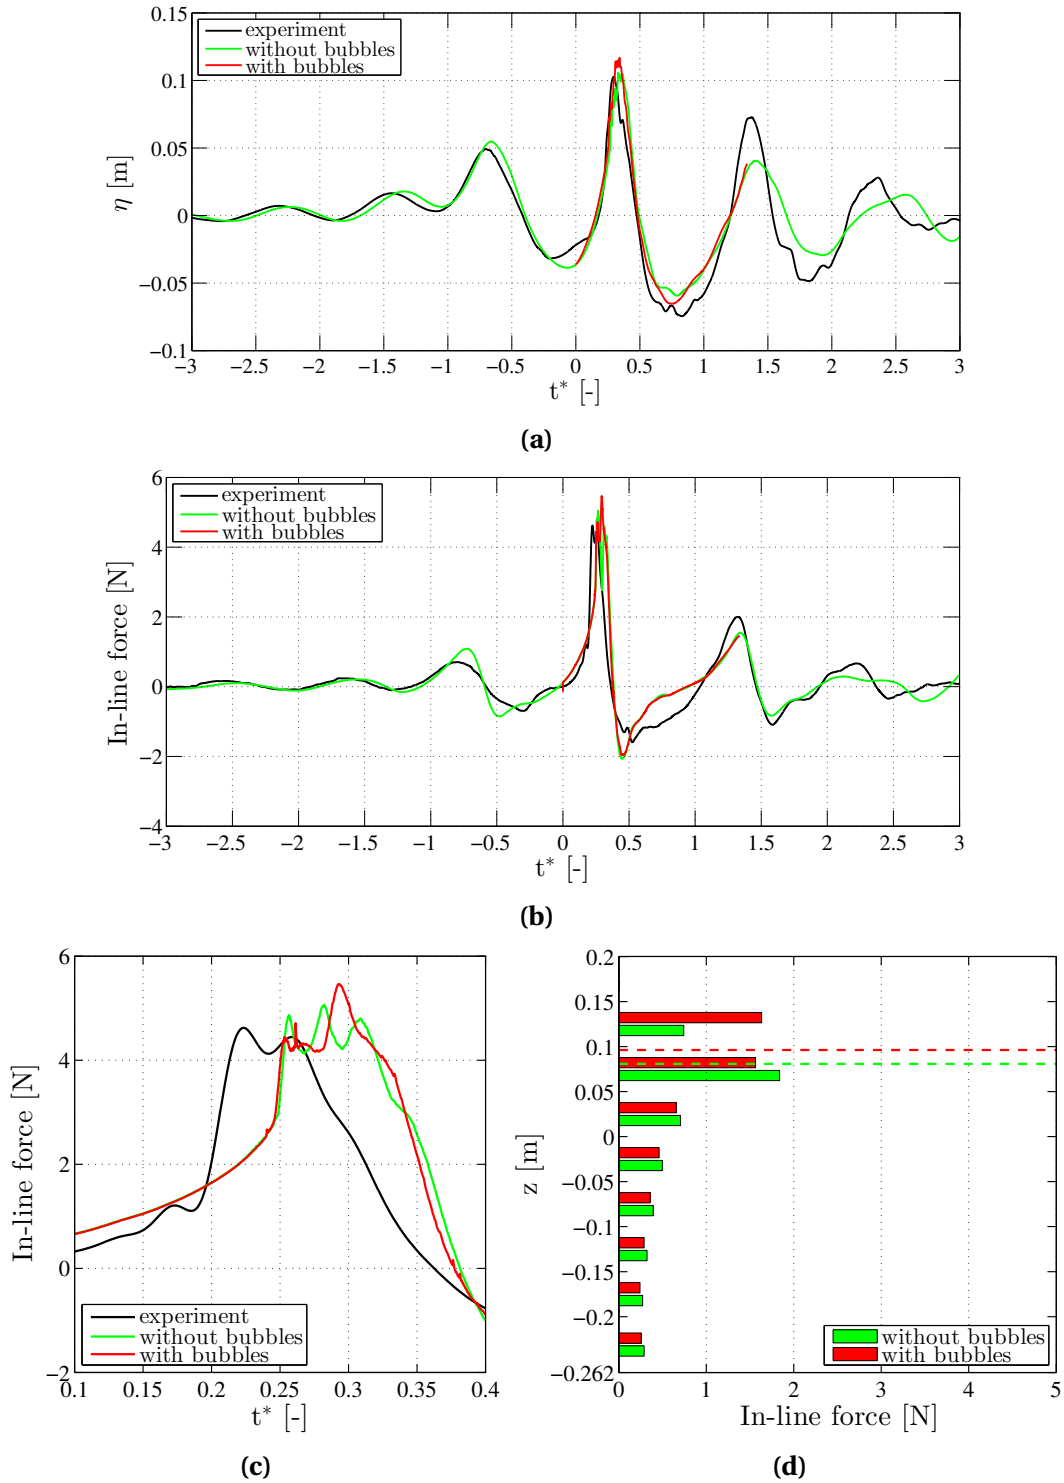 0.15
experiment
without bubbles
with bubbles
0.1
0.05
0
−0.05
−0.1
η [m]
−3 −2.5 −2 −1.5 −1 −0.5 0 0.5 1 1.5 2 2.5 3
t* [-]
(a)
6
experiment
without bubbles
with bubbles
4
2
0
−2
−4
In-line force [N]
−3 −2.5 −2 −1.5 −1 −0.5 0 0.5 1 1.5 2 2.5 3
t* [-]
(b)
6
4
2
0
−2
In-line force [N]
experiment
without bubbles
with bubbles
0.1 0.15 0.2 0.25 0.3 0.35 0.4
t* [-]
(c)
0.2
0.15
0.1
0.05
0
−0.05
−0.1
−0.15
−0.2
−0.262
z [m]
without bubbles
with bubbles
0 1 2 3 4 5
In-line force [N]
(d)